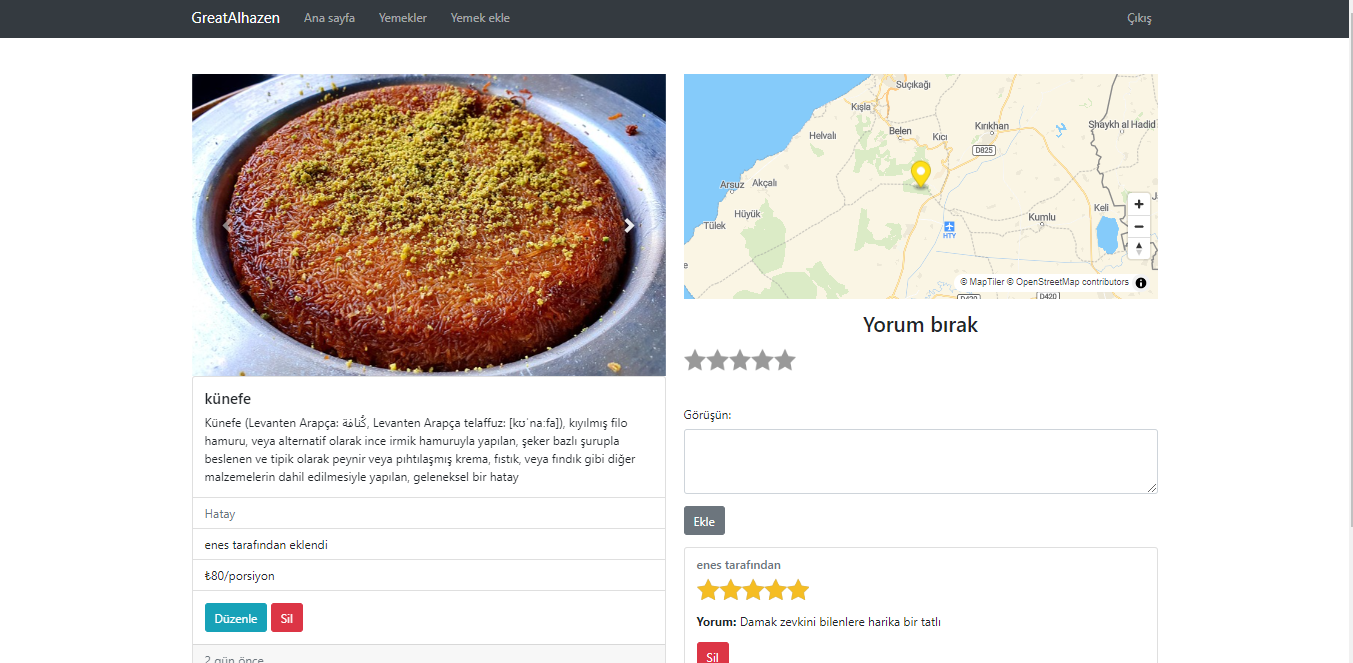 GreatAlhazen Ana sayfa Yemekler Yemek ekle Çıkış
künefe
Künefe (Levanten Arapça: كُنافة, Levanten Arapça telaffuz: [kʊˈnaːfa]), kıyılmış filo
hamuru, veya alternatif olarak ince irmik hamuruyla yapılan, şeker bazlı şurupla
beslenen ve tipik olarak peynir veya pıhtılaşmış krema, fıstık, veya fındık gibi diğer
malzemelerin dahil edilmesiyle yapılan, geleneksel bir hatay
Hatay
enes tarafından eklendi
₺80/porsiyon
Düzenle Sil
2 gün önce
Suçıkağı
Kışla
Helvalı
Belen
Kıcı
Kırıkhan
Shaykh al Hadid
D825
Arsuz
Akçalı
Hüyük
Tülek
Kumlu
Keli
HTY
© MapTiler © OpenStreetMap contributors
D420
D420
Yorum bırak
Görüşün:
Ekle
enes tarafından
Yorum: Damak zevkini bilenlere harika bir tatlı
Sil